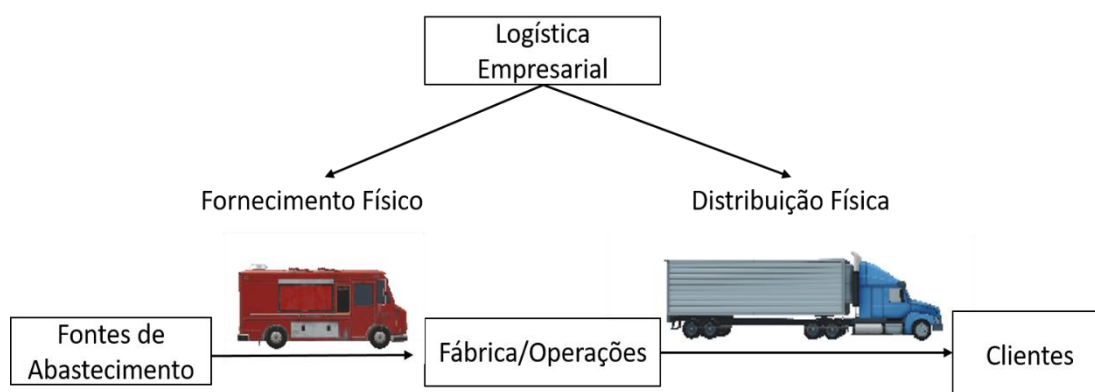 Logística
Empresarial
Fornecimento Físico
Distribuição Física
Fontes de
Abastecimento
Fábrica/Operações
Clientes